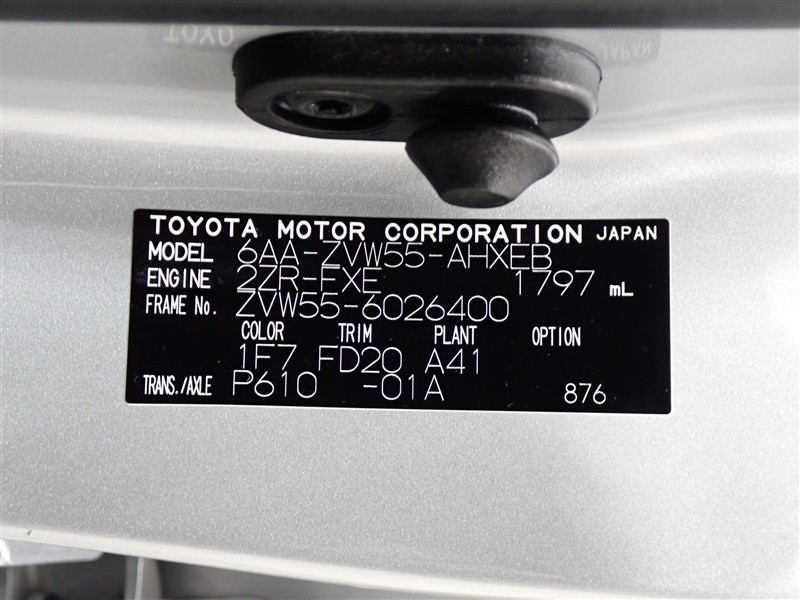 TOYOTA MOTOR CORPORATION JAPAN
MODEL 6AA-ZVW55-AHXEB
ENGINE 2ZR-FXE 1797 mL
FRAME No. ZVW55-6026400
COLOR TRIM PLANT OPTION
1F7 FD20 A41
TRANS./AXLE P610 -01A 876